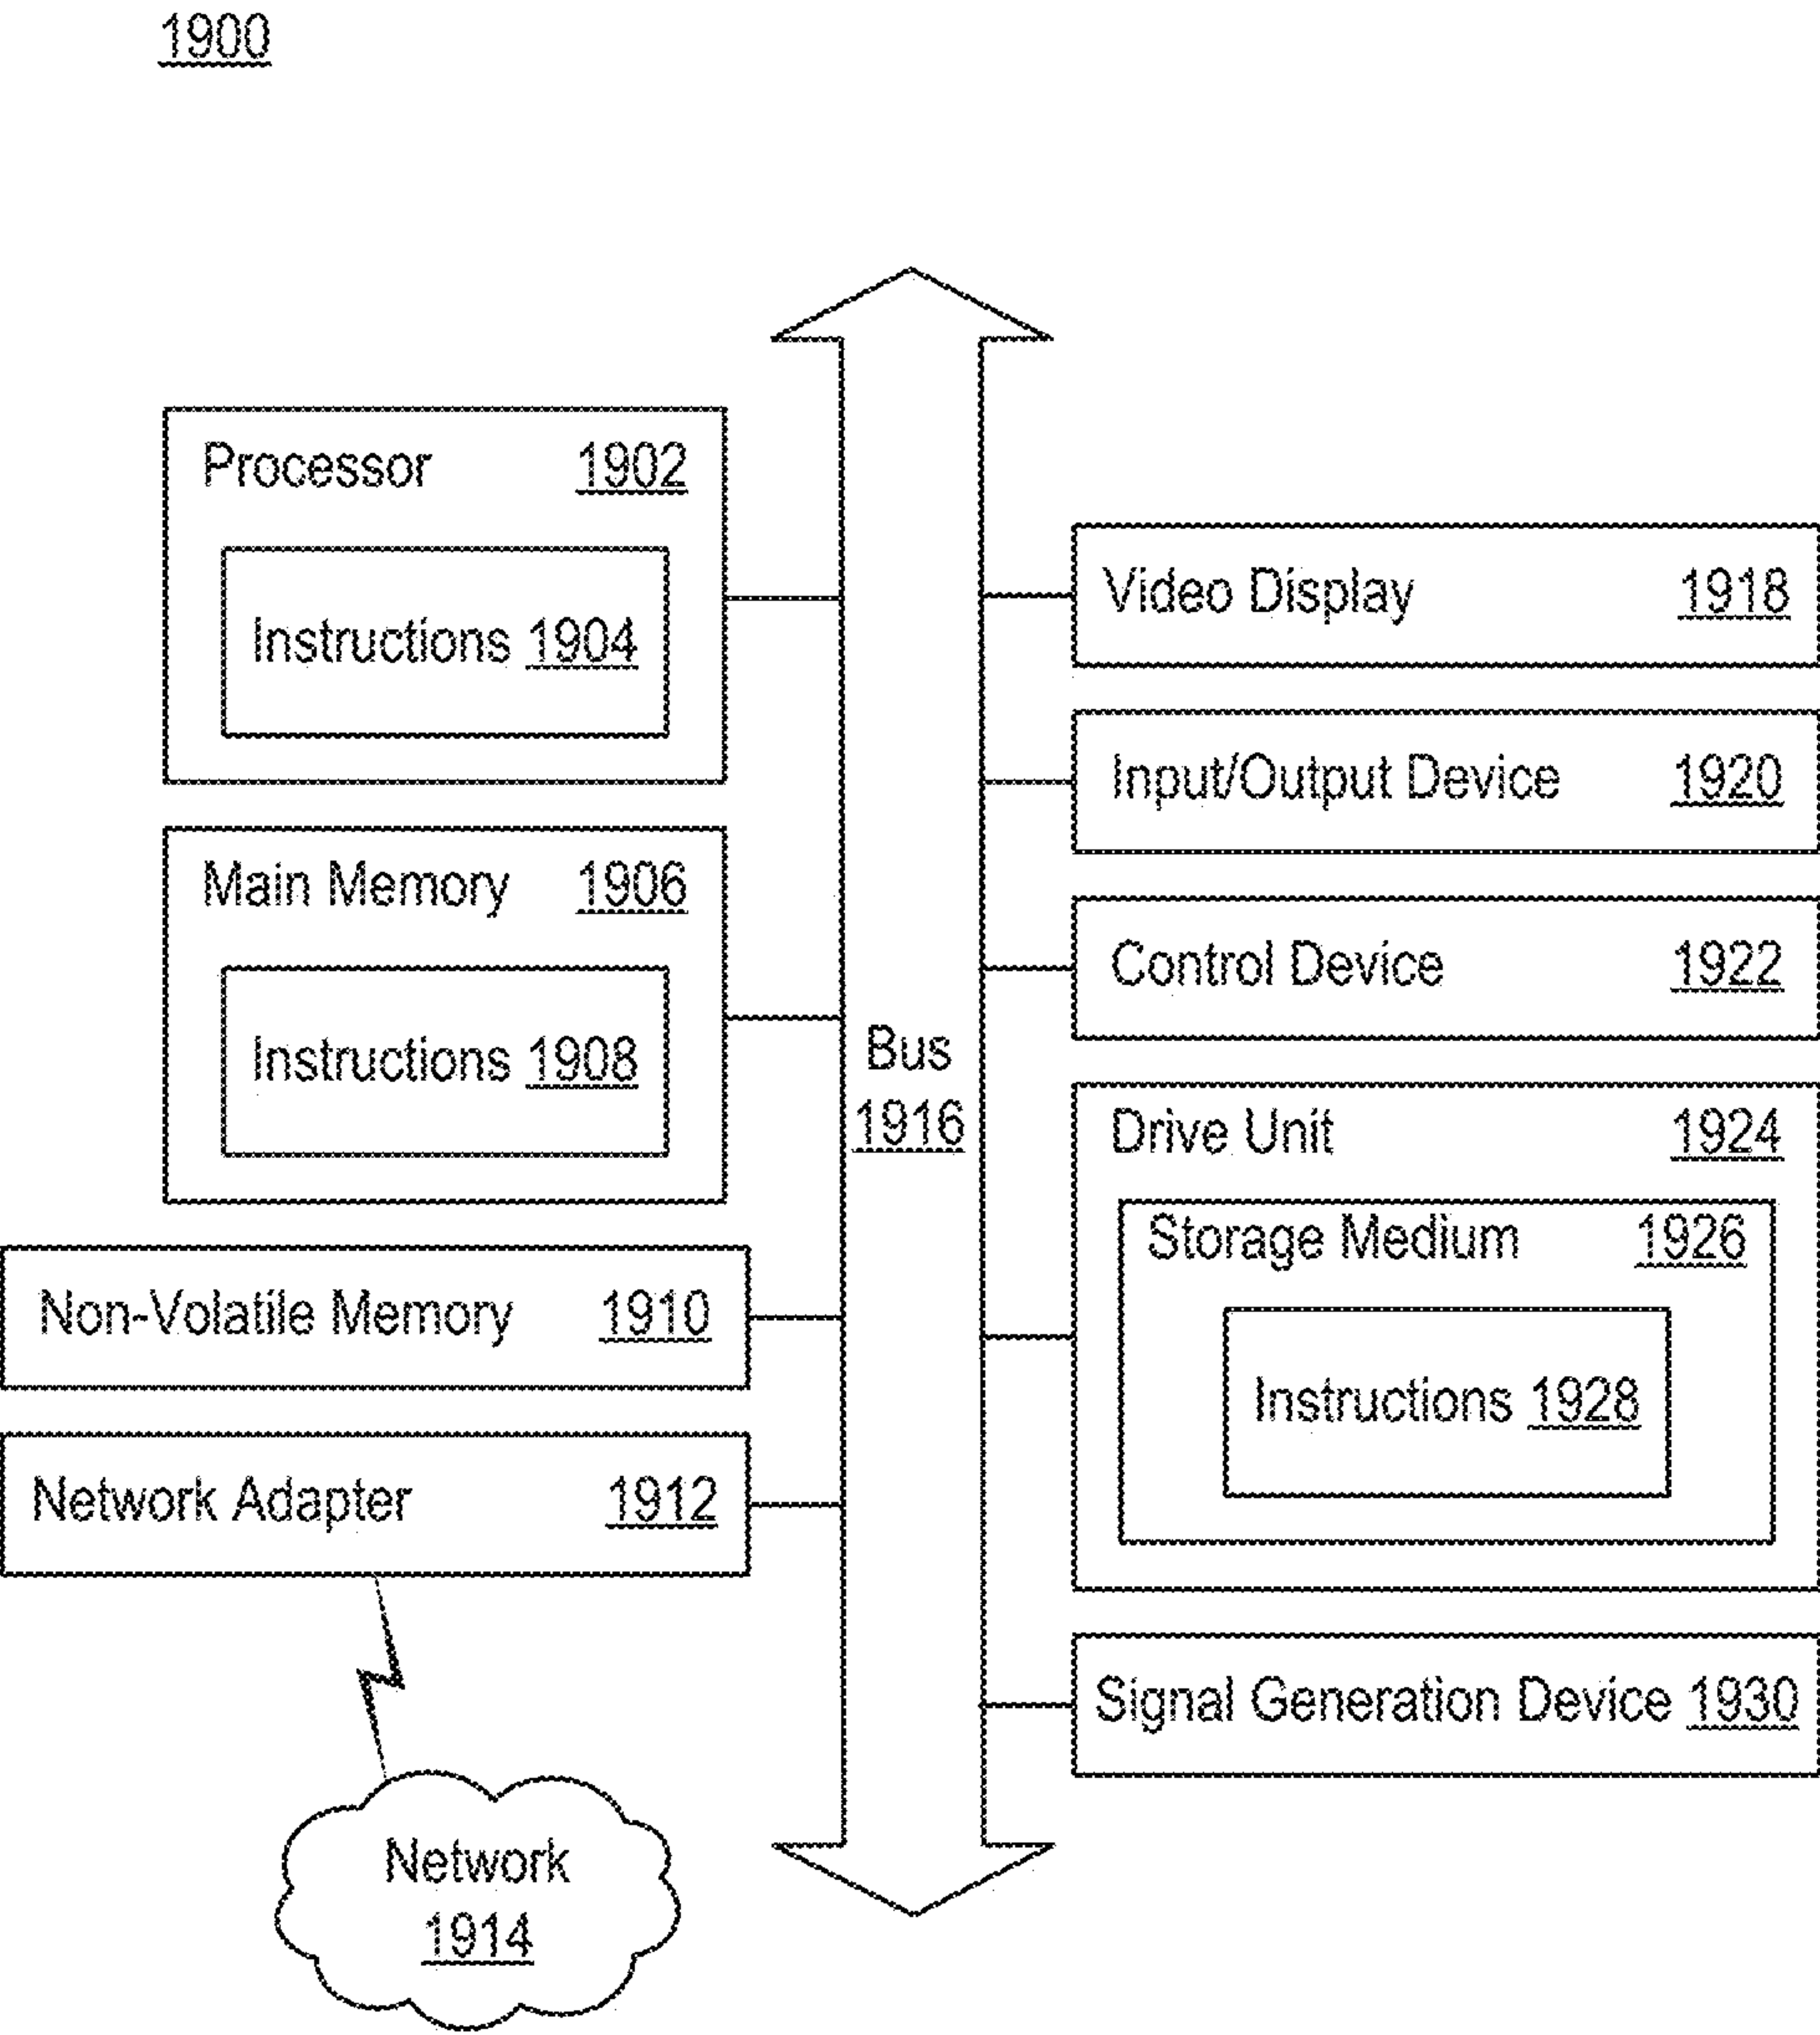 1900
Processor 1902
Instructions 1904
Main Memory 1906
Instructions 1908
Non-Volatile Memory 1910
Network Adapter 1912
Network
1914
Bus
1916
Video Display 1918
Input/Output Device 1920
Control Device 1922
Drive Unit 1924
Storage Medium 1926
Instructions 1928
Signal Generation Device 1930